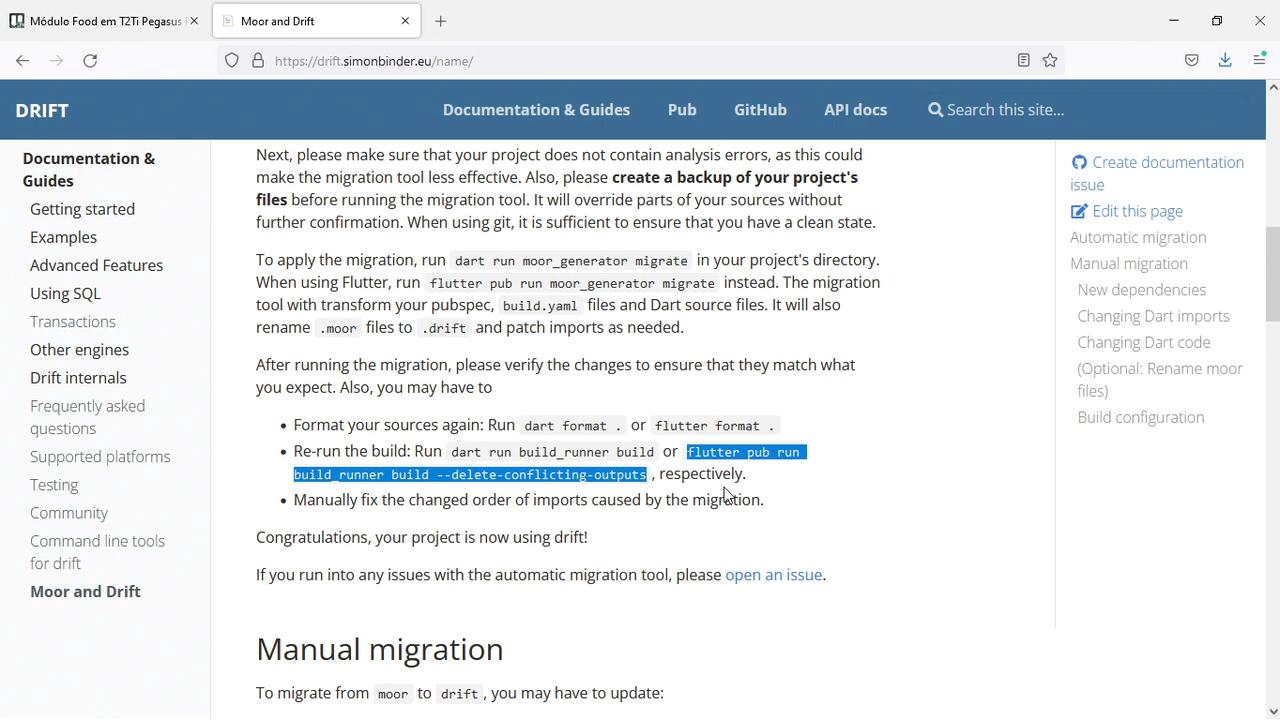 Módulo Food em T2Ti Pegasus
Moor and Drift
https://drift.simonbinder.eu/name/
DRIFT
Documentation & Guides
Pub
GitHub
API docs
Search this site...
Documentation &
Guides
Getting started
Examples
Advanced Features
Using SQL
Transactions
Other engines
Drift internals
Frequently asked
questions
Supported platforms
Testing
Community
Command line tools
for drift
Moor and Drift
Next, please make sure that your project does not contain analysis errors, as this could
make the migration tool less effective. Also, please create a backup of your project's
files before running the migration tool. It will override parts of your sources without
further confirmation. When using git, it is sufficient to ensure that you have a clean state.
To apply the migration, run dart run moor_generator migrate in your project's directory.
When using Flutter, run flutter pub run moor_generator migrate instead. The migration
tool with transform your pubspec, build.yaml files and Dart source files. It will also
rename .moor files to .drift and patch imports as needed.
After running the migration, please verify the changes to ensure that they match what
you expect. Also, you may have to
• Format your sources again: Run dart format . or flutter format .
• Re-run the build: Run dart run build_runner build or flutter pub run
build_runner build --delete-conflicting-outputs , respectively.
• Manually fix the changed order of imports caused by the migration.
Congratulations, your project is now using drift!
If you run into any issues with the automatic migration tool, please open an issue.
Manual migration
To migrate from moor to drift, you may have to update:
Create documentation
issue
Edit this page
Automatic migration
Manual migration
New dependencies
Changing Dart imports
Changing Dart code
(Optional: Rename moor
files)
Build configuration